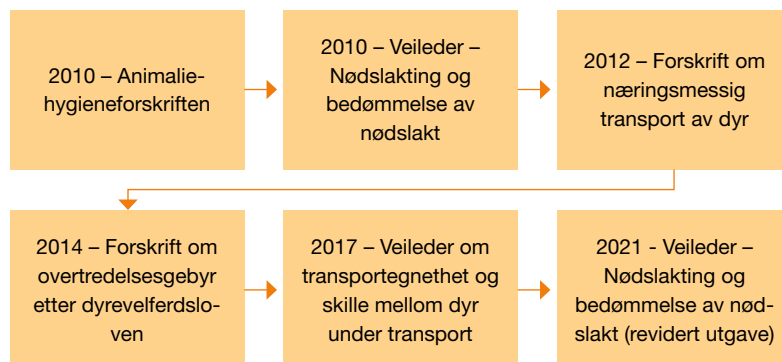 2010 – Animalie-
hygieneforskriften
2010 – Veileder –
Nødslakting og
bedømmelse av
nødslakt
2012 – Forskrift om
næringsmessig
transport av dyr
2014 – Forskrift om
overtredelsesgebyr
etter dyrevelferdslo-
ven
2017 – Veileder om
transportegnethet og
skille mellom dyr
under transport
2021 - Veileder –
Nødslakting og
bedømmelse av nød-
slakt (revidert utgave)